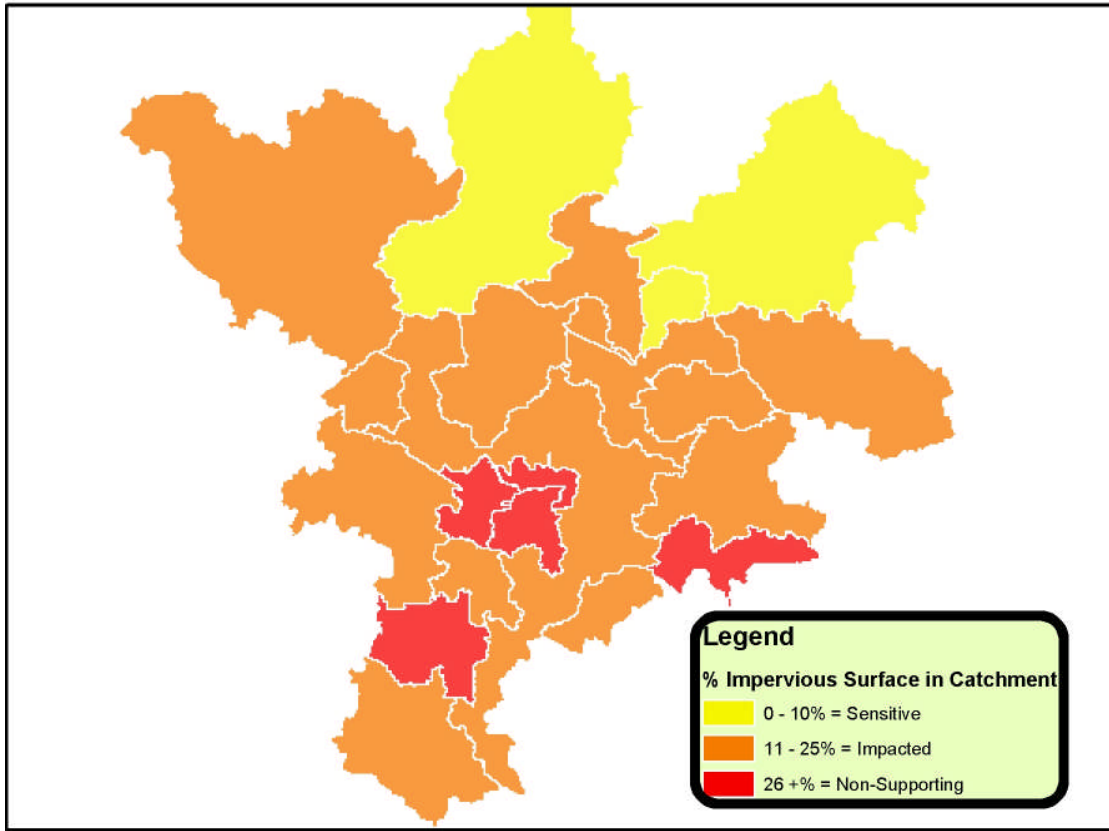 Legend
% Impervious Surface in Catchment
0 - 10% = Sensitive
11 - 25% = Impacted
26 +% = Non-Supporting